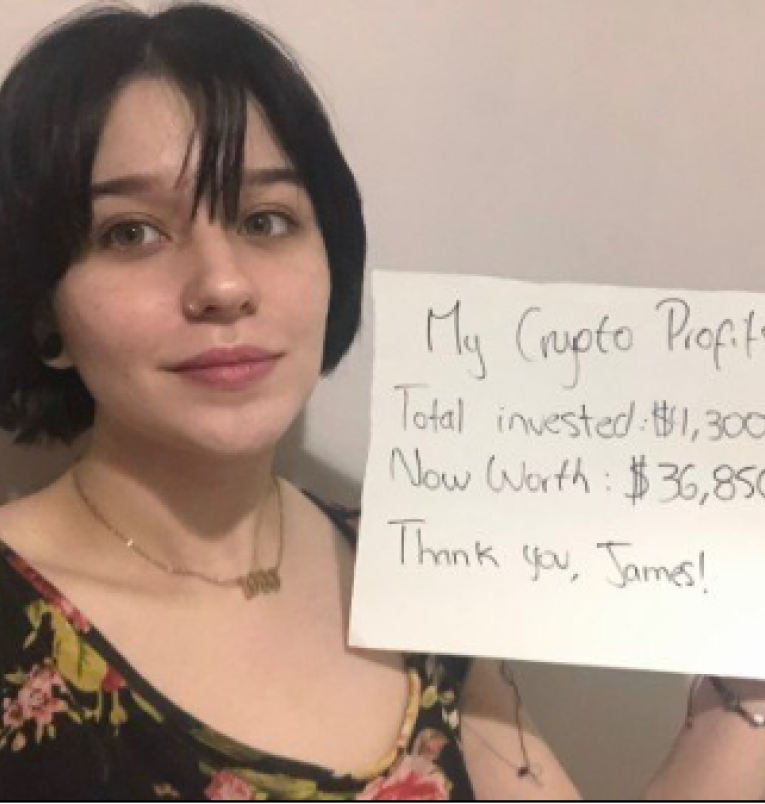 My Crypto Profit
Total invested:$1,300
Now Worth: $36,850
Thank you, James!